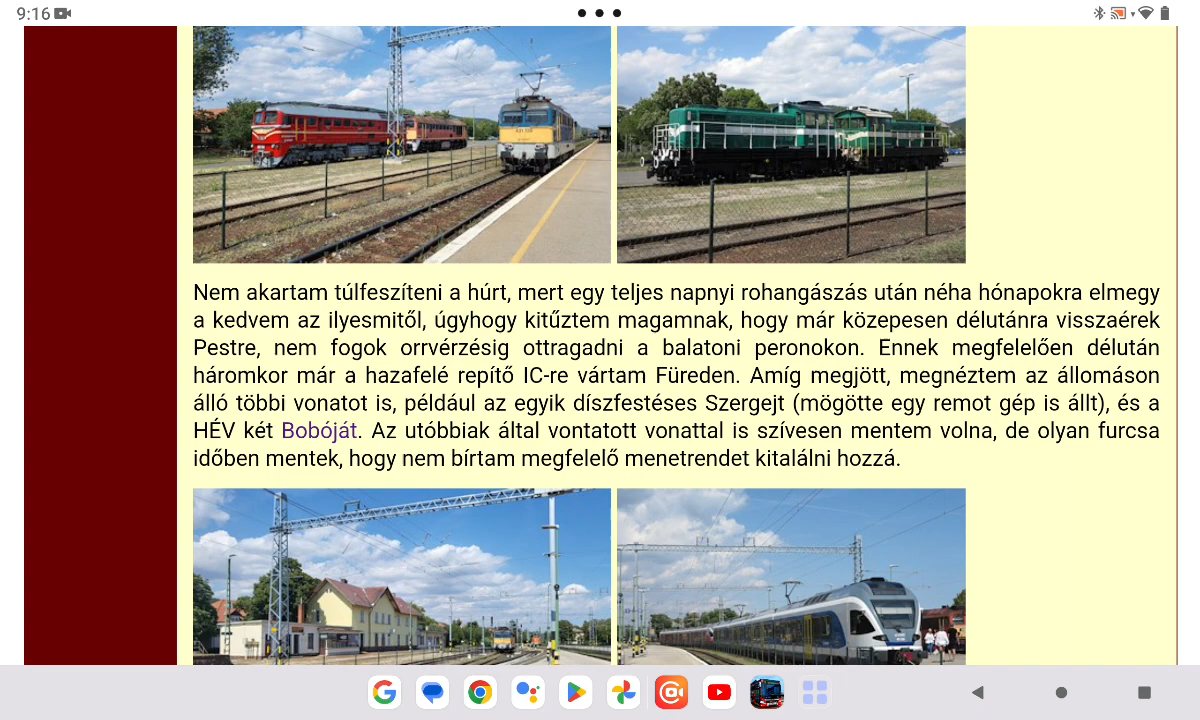 9:16
Nem akartam túlfeszíteni a húrt, mert egy teljes napnyi rohangászás után néha hónapokra elmegy
a kedvem az ilyesmitől, úgyhogy kitűztem magamnak, hogy már közepesen délutánra visszaérek
Pestre, nem fogok orrvérzésig ottragadni a balatoni peronokon. Ennek megfelelően délután
háromkor már a hazafelé repítő IC-re vártam Füreden. Amíg megjött, megnéztem az állomáson
álló többi vonatot is, például az egyik díszfestéses Szergejt (mögötte egy remot gép is állt), és a
HÉV két Bobóját. Az utóbbiak által vontatott vonattal is szívesen mentem volna, de olyan furcsa
időben mentek, hogy nem bírtam megfelelő menetrendet kitalálni hozzá.